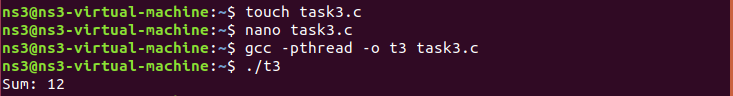 ns3@ns3-virtual-machine:~$ touch task3.c
ns3@ns3-virtual-machine:~$ nano task3.c
ns3@ns3-virtual-machine:~$ gcc -pthread -o t3 task3.c
ns3@ns3-virtual-machine:~$ ./t3
Sum: 12